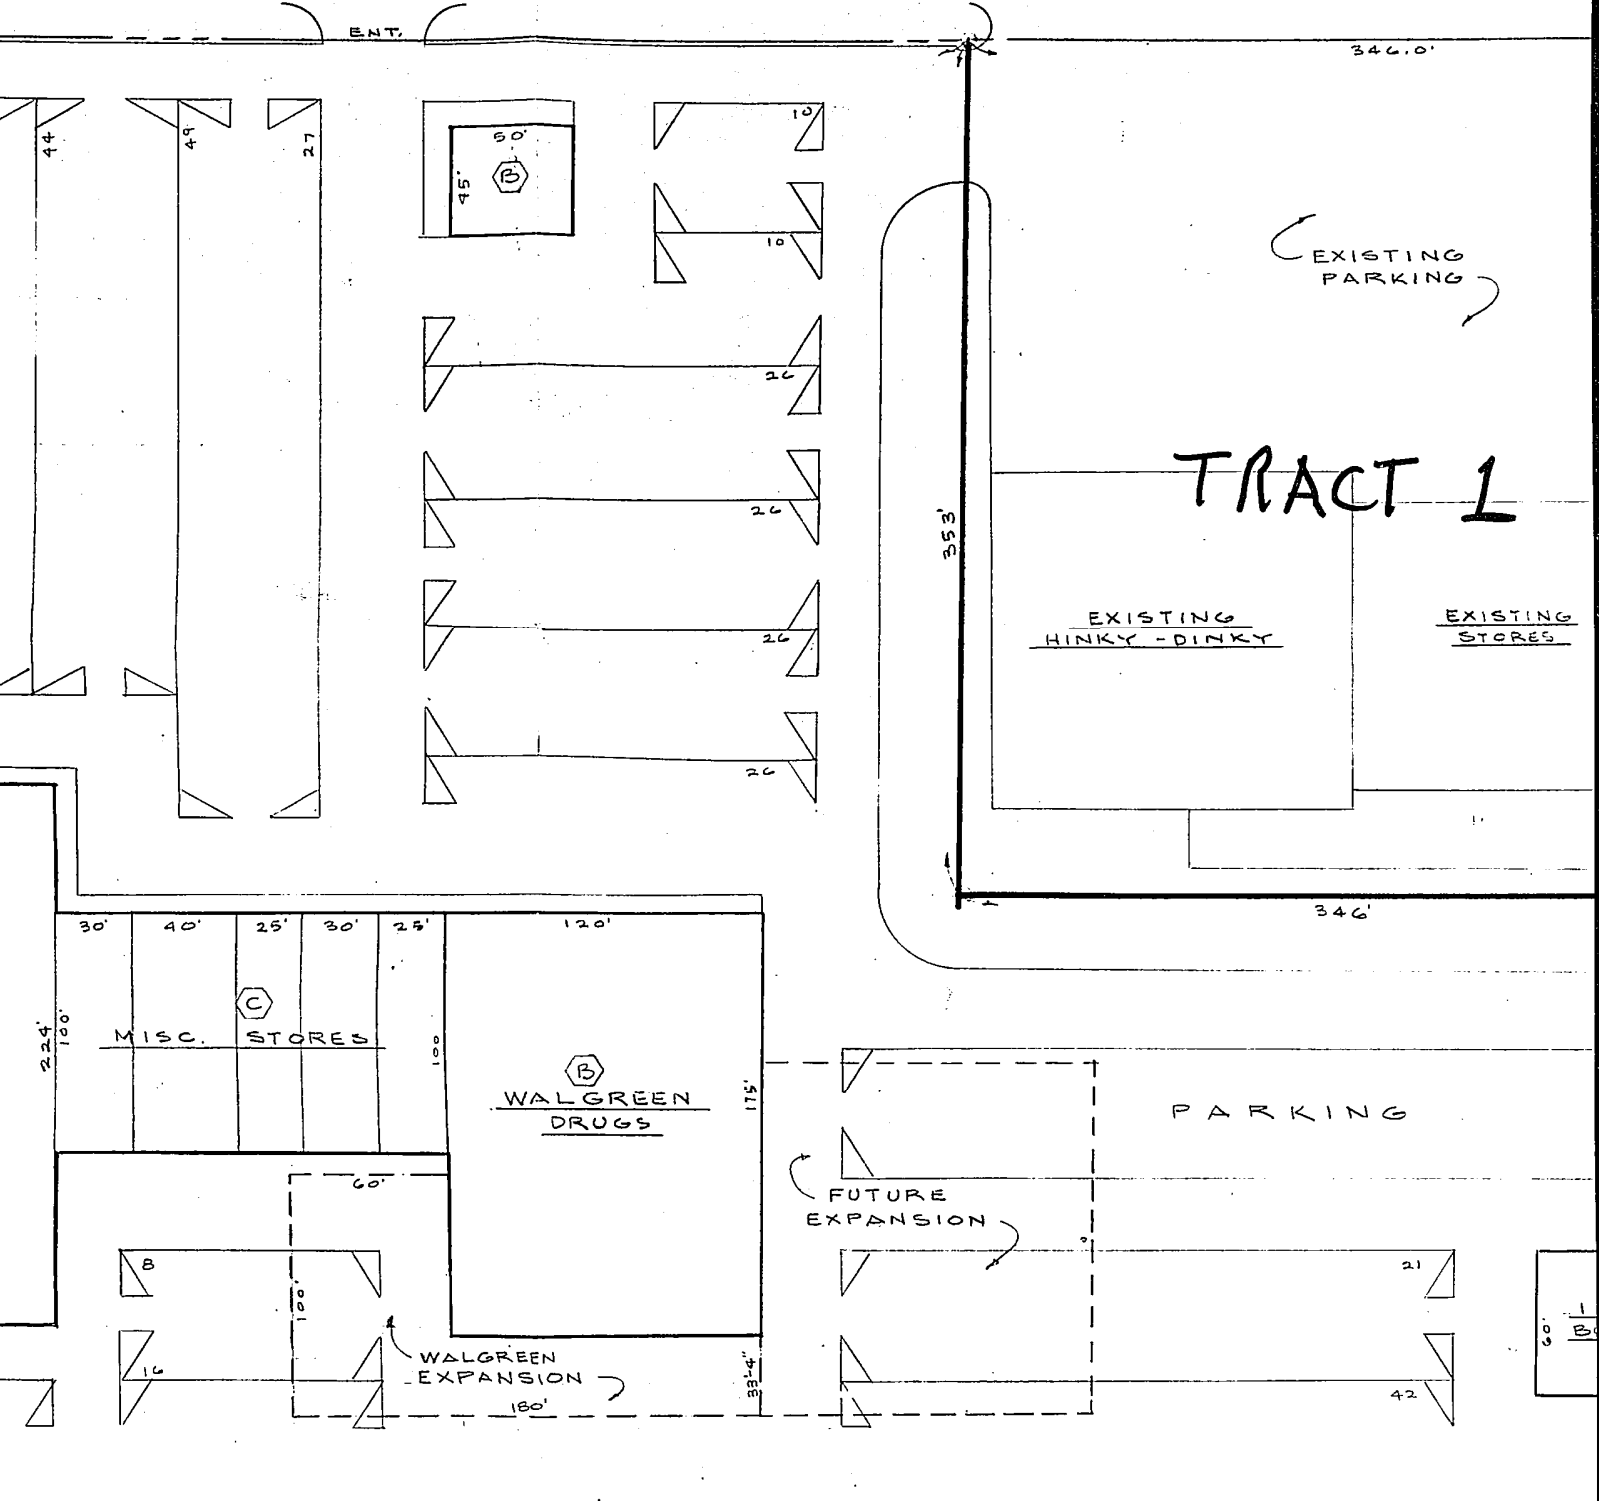 ENT.
346.0'
44
49
27
50'
45'
B
10
10
EXISTING
PARKING
26
26
26
26
TRACT 1
353'
EXISTING
HINKY-DINKY
EXISTING
STORES
346'
30'
40'
25'
30'
25'
120'
224'
100'
C
MISC. STORES
100
B
WALGREEN
DRUGS
175'
PARKING
60'
FUTURE
EXPANSION
8
100'
16
WALGREEN
EXPANSION
180'
33'-4"
21
42
60'